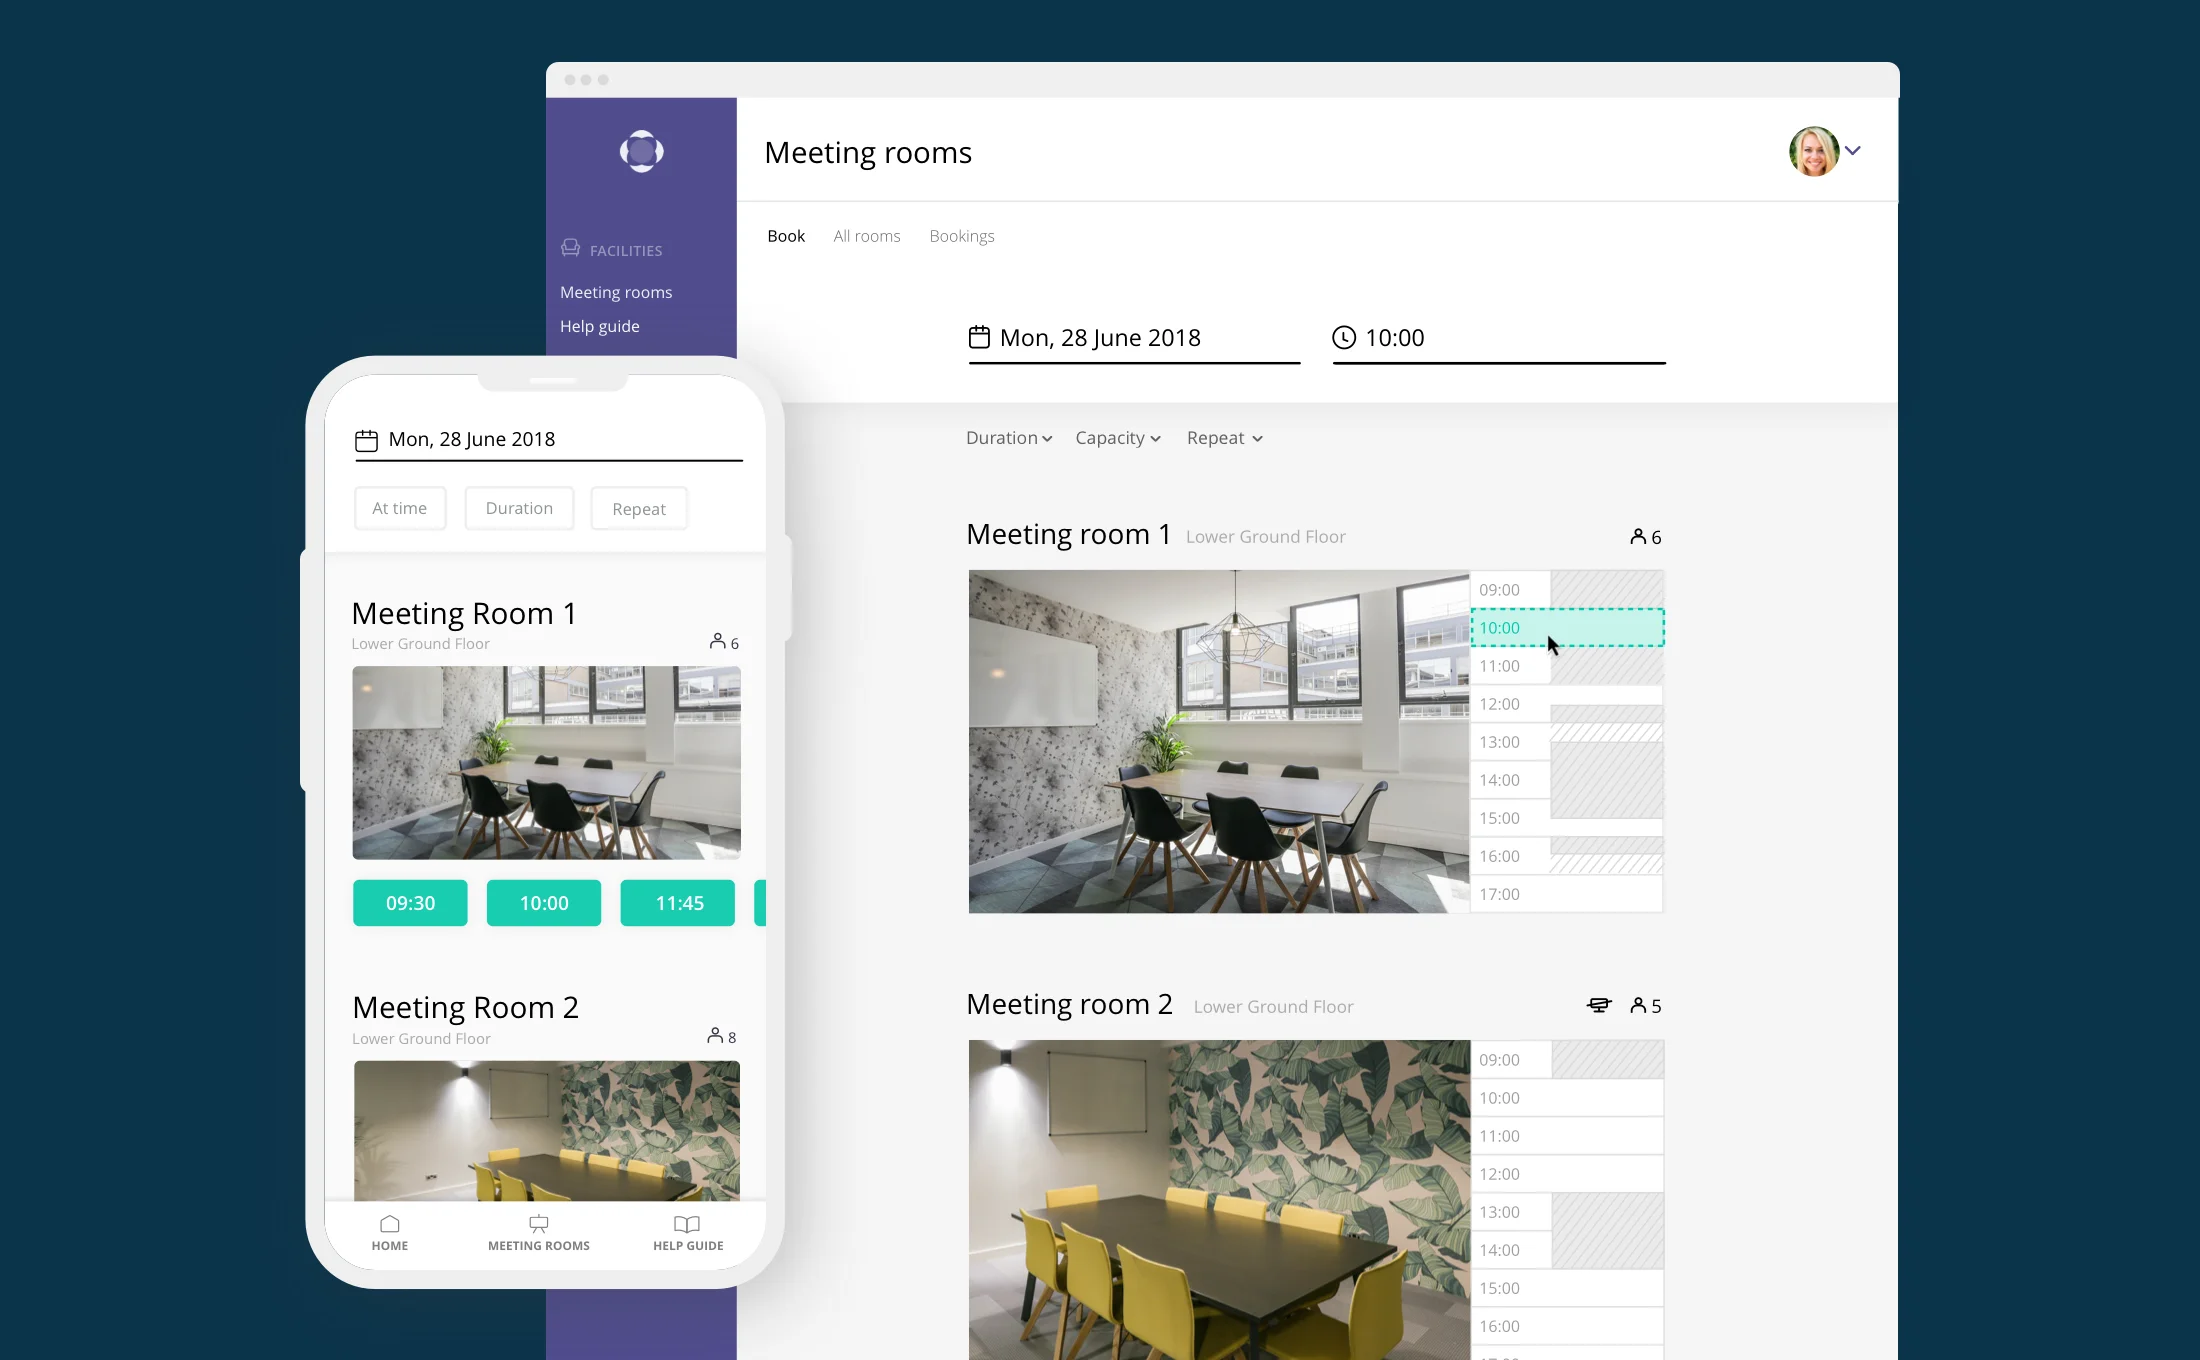 Meeting rooms
FACILITIES
Meeting rooms
Help guide
Book All rooms Bookings
Mon, 28 June 2018 10:00
Duration Capacity Repeat
Meeting room 1 Lower Ground Floor 6
09:00
10:00
11:00
12:00
13:00
14:00
15:00
16:00
17:00
Meeting room 2 Lower Ground Floor 5
09:00
10:00
11:00
12:00
13:00
14:00
15:00
16:00
Mon, 28 June 2018
At time Duration Repeat
Meeting Room 1
Lower Ground Floor 6
09:30 10:00 11:45
Meeting Room 2
Lower Ground Floor 8
HOME MEETING ROOMS HELP GUIDE